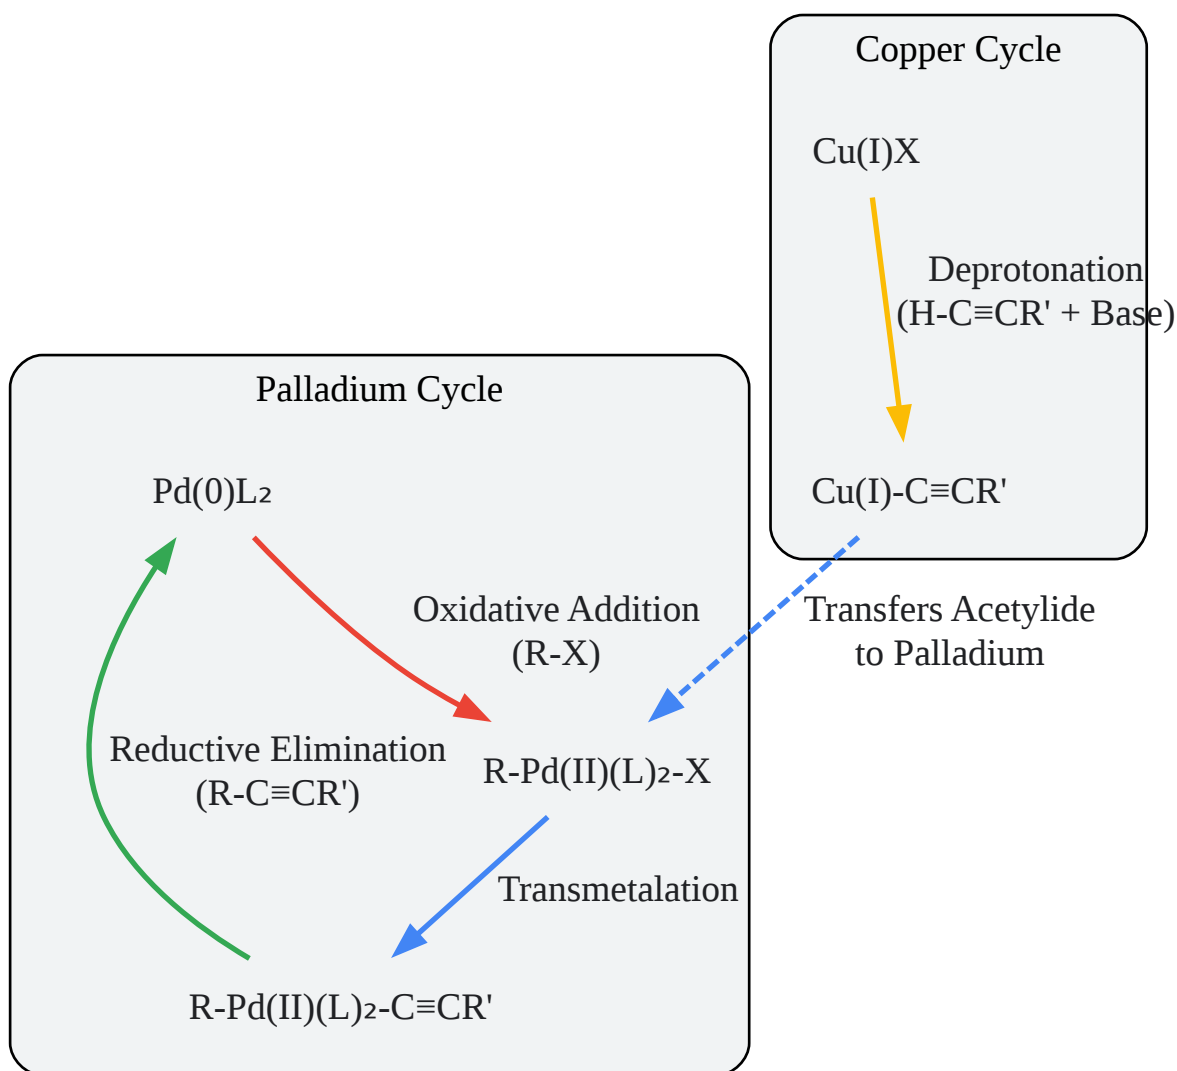 Copper Cycle
Cu(I)X
Deprotonation
(H-C≡CR' + Base)
Palladium Cycle
Pd(0)L₂
Cu(I)-C≡CR'
Oxidative Addition
(R-X)
Transfers Acetylide
to Palladium
Reductive Elimination
(R-C≡CR')
R-Pd(II)(L)₂-X
Transmetalation
R-Pd(II)(L)₂-C≡CR'